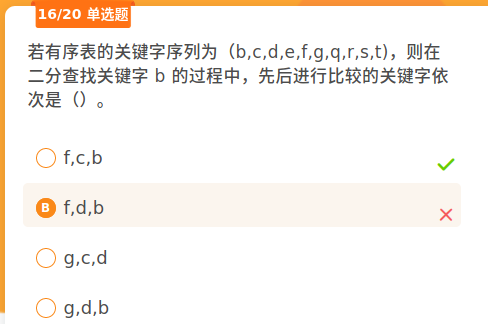 16/20 单选题
若有序表的关键字序列为（b,c,d,e,f,g,q,r,s,t)，则在
二分查找关键字 b 的过程中，先后进行比较的关键字依
次是（）。
f,c,b
B f,d,b
g,c,d
g,d,b